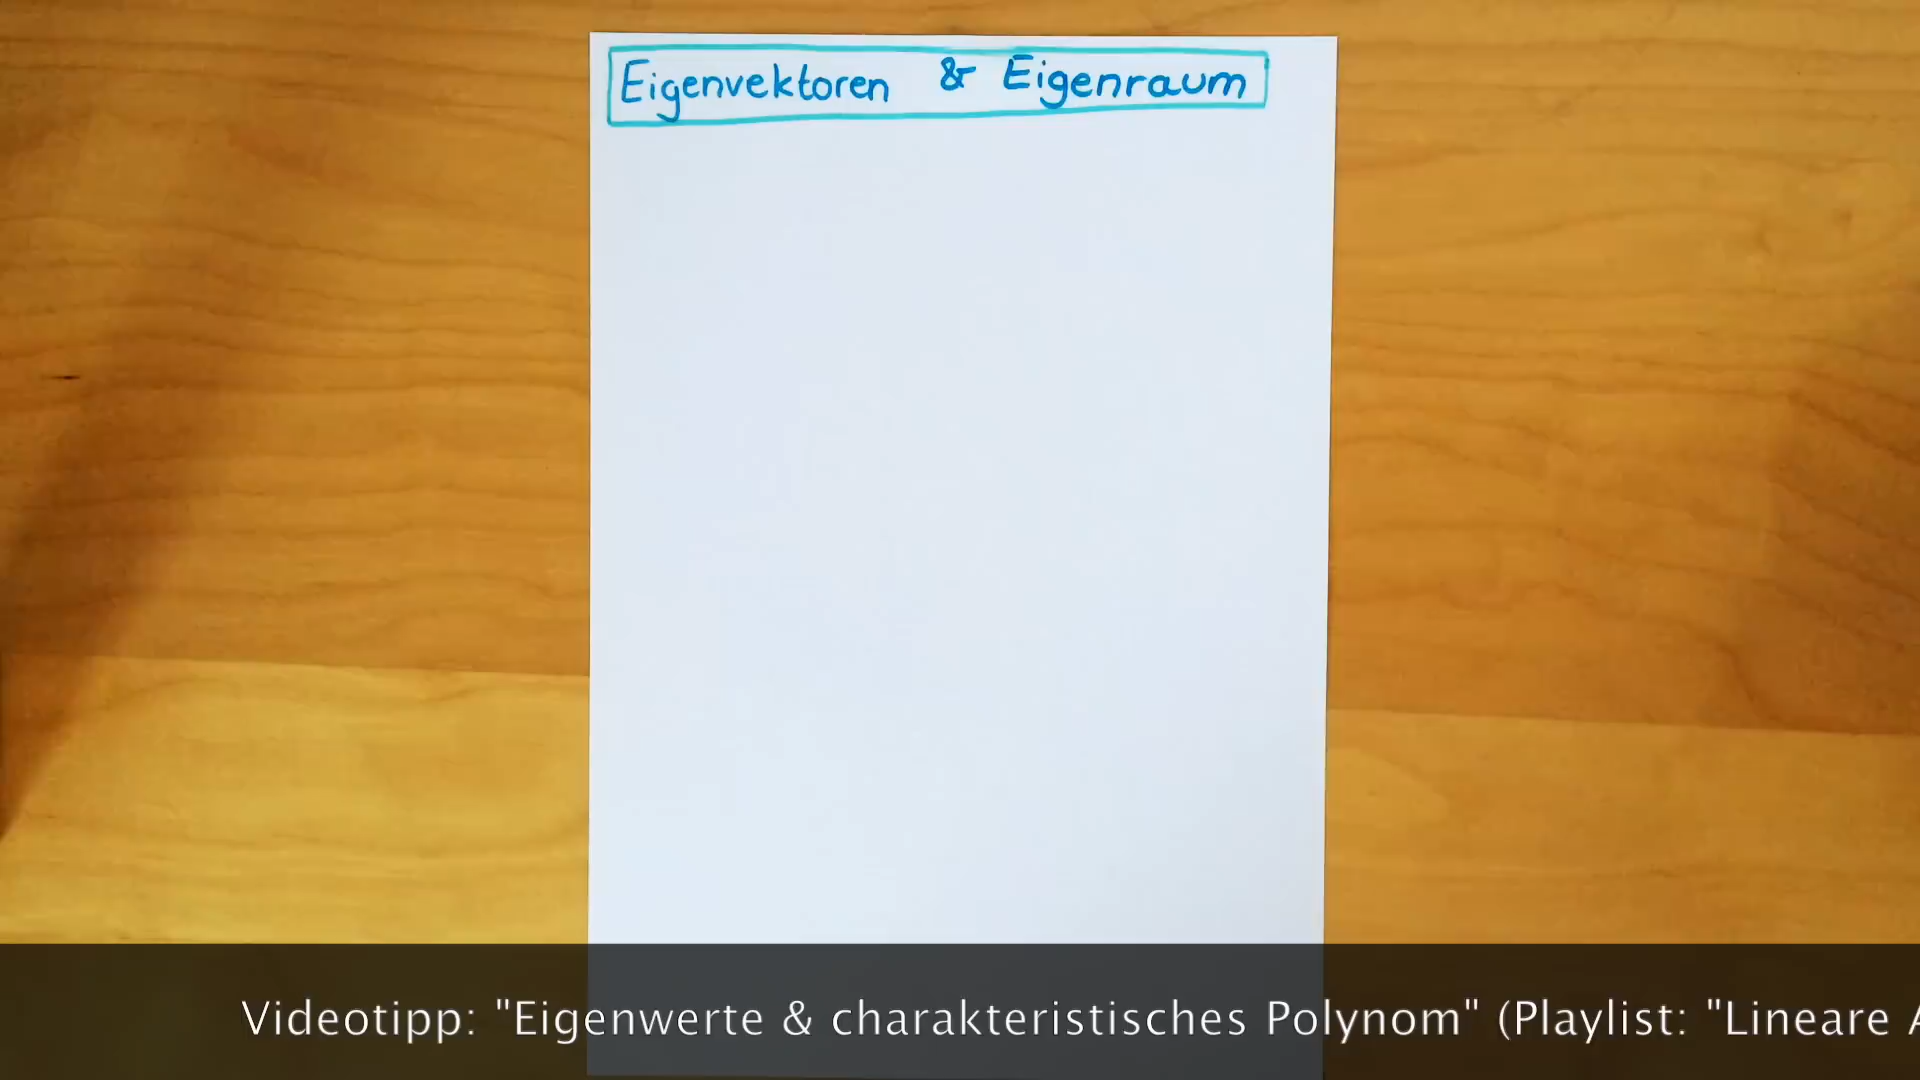 Eigenvektoren & Eigenraum
Videotipp: "Eigenwerte & charakteristisches Polynom" (Playlist: "Lineare